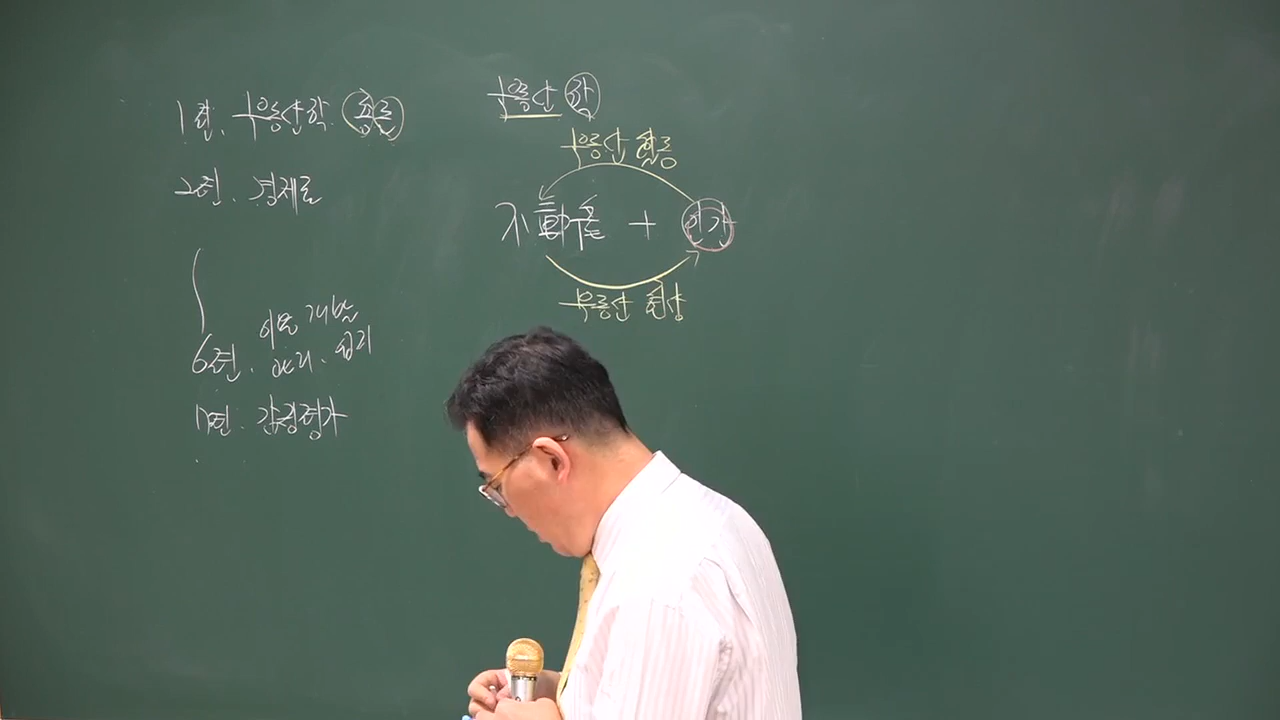 1편. 부동산학 총론
2편. 경제론
6편. 이용 개발
관리. 입지
7편. 감정평가
부동산 학
부동산 활동
不動産 + 인간
부동산 현상